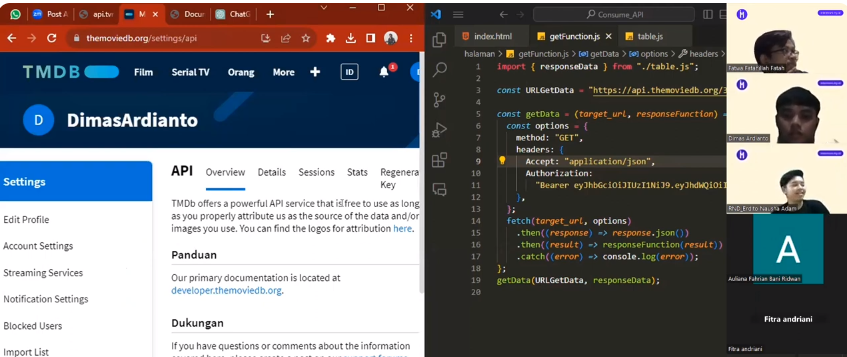 Post A
api.tv
M
Docum
ChatG
themoviedb.org/settings/api
TMDB
Film
Serial TV
Orang
More
ID
D
DimasArdianto
Settings
Edit Profile
Account Settings
Streaming Services
Notification Settings
Blocked Users
Import List
API
Overview
Details
Sessions
Stats
Regenera
Key
TMDb offers a powerful API service that is free to use as long
as you properly attribute us as the source of the data and/or
images you use. You can find the logos for attribution here.
Panduan
Our primary documentation is located at
developer.themoviedb.org.
Dukungan
If you have questions or comments about the information
Consume_API
index.html
getFunction.js
table.js
halaman > getFunction.js > getData > options > headers
1 import { responseData } from "./table.js";
2
3 const URLGetData = "https://api.themoviedb.org/3
4
5 const getData = (target_url, responseFunction) =
6 const options = {
7 method: "GET",
8 headers: {
9 Accept: "application/json",
10 Authorization:
11 "Bearer eyJhbGciOiJIUzI1NiJ9.eyJhdWQiOiI
12 },
13 };
14 fetch(target_url, options)
15 .then((response) => response.json())
16 .then((result) => responseFunction(result))
17 .catch((error) => console.log(error));
18 };
19 getData(URLGetData, responseData);
20
Fatwa Fatafillah Fatah
Dimas Ardianto
RND_Erdito Nausha Adam
A
Auliana Fahrian Bani Ridwan
Fitra andriani
Fitra andriani